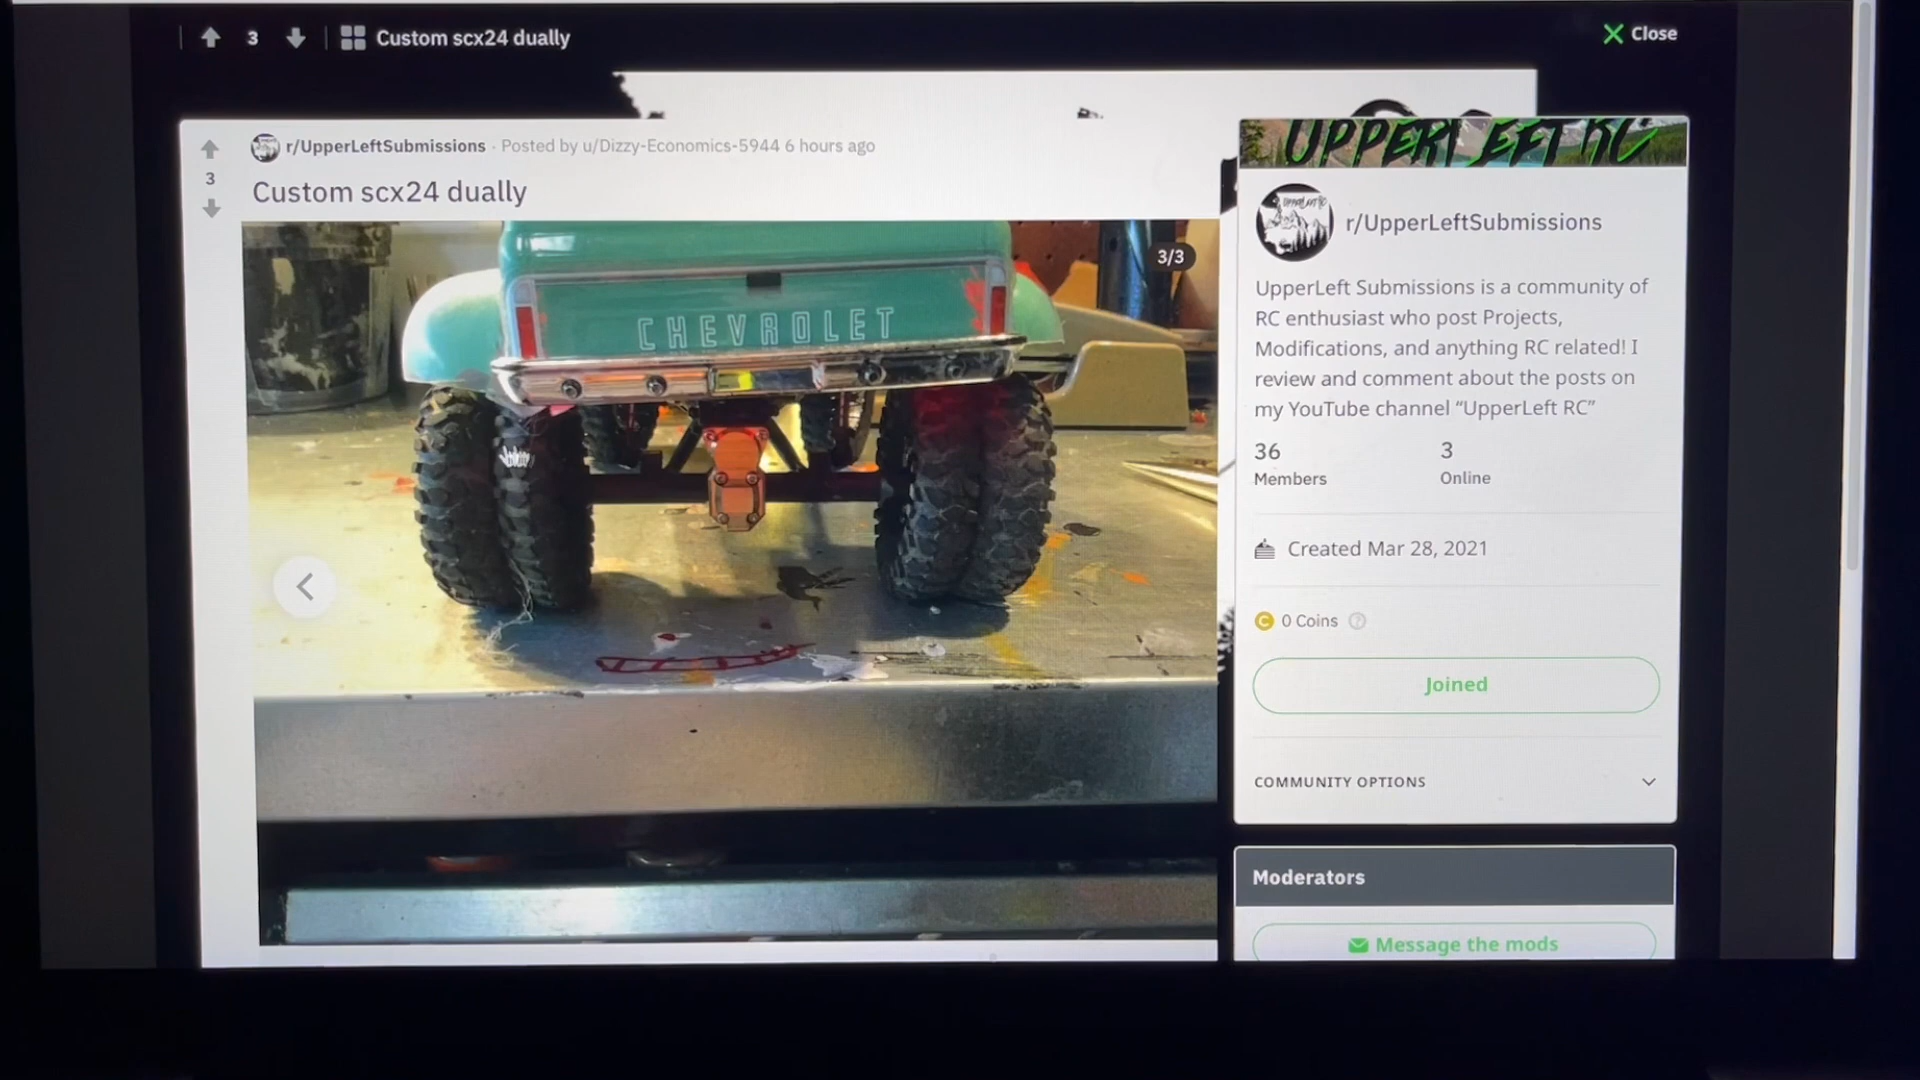 3
Custom scx24 dually
Close
r/UpperLeftSubmissions · Posted by u/Dizzy-Economics-5944 6 hours ago
3
Custom scx24 dually
3/3
CHEVROLET
UPPERLEFT RC
r/UpperLeftSubmissions
UpperLeft Submissions is a community of
RC enthusiast who post Projects,
Modifications, and anything RC related! I
review and comment about the posts on
my YouTube channel “UpperLeft RC”
36
Members
3
Online
Created Mar 28, 2021
0 Coins
Joined
COMMUNITY OPTIONS
Moderators
Message the mods